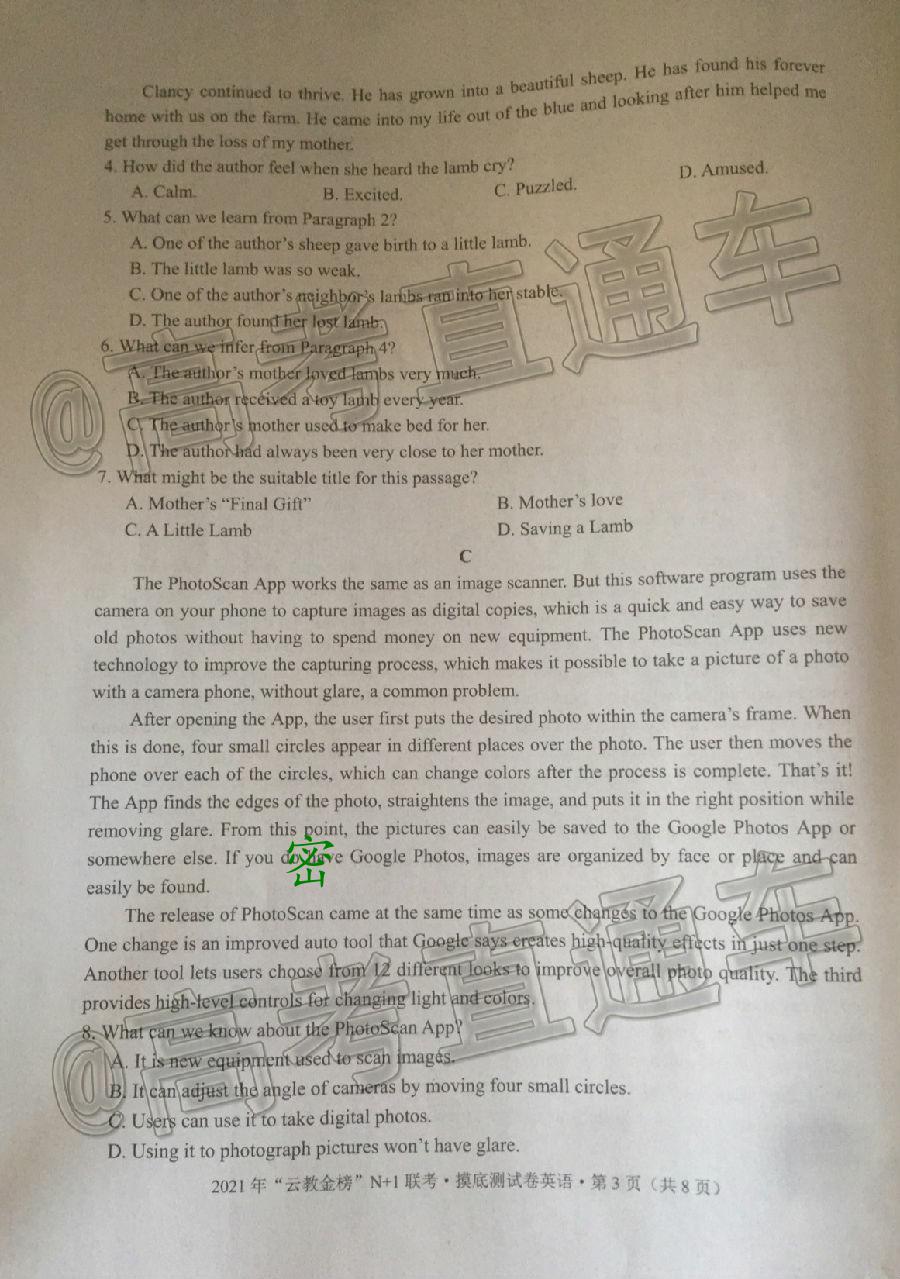 Clancy continued to thrive. He has grown into a beautiful sheep. He has found his forever
home with us on the farm. He came into my life out of the blue and looking after him helped me
get through the loss of my mother.
4. How did the author feel when she heard the lamb cry?
A. Calm. B. Excited. C. Puzzled. D. Amused.
5. What can we learn from Paragraph 2?
A. One of the author's sheep gave birth to a little lamb.
B. The little lamb was so weak.
C. One of the author's neighbor's lambs ran into her stable.
D. The author found her lost lamb.
6. What can we infer from Paragraph 4?
A. The author's mother loved lambs very much.
B. The author received a toy lamb every year.
C. The author's mother used to make bed for her.
D. The author had always been very close to her mother.
7. What might be the suitable title for this passage?
A. Mother's “Final Gift” B. Mother's love
C. A Little Lamb D. Saving a Lamb
C
The PhotoScan App works the same as an image scanner. But this software program uses the
camera on your phone to capture images as digital copies, which is a quick and easy way to save
old photos without having to spend money on new equipment. The PhotoScan App uses new
technology to improve the capturing process, which makes it possible to take a picture of a photo
with a camera phone, without glare, a common problem.
After opening the App, the user first puts the desired photo within the camera's frame. When
this is done, four small circles appear in different places over the photo. The user then moves the
phone over each of the circles, which can change colors after the process is complete. That's it!
The App finds the edges of the photo, straightens the image, and puts it in the right position while
removing glare. From this point, the pictures can easily be saved to the Google Photos App or
somewhere else. If you do have Google Photos, images are organized by face or place and can
easily be found.
密
The release of PhotoScan came at the same time as some changes to the Google Photos App.
One change is an improved auto tool that Google says creates high-quality effects in just one step.
Another tool lets users choose from 12 different looks to improve overall photo quality. The third
provides high-level controls for changing light and colors.
8. What can we know about the PhotoScan App?
A. It is new equipment used to scan images.
B. It can adjust the angle of cameras by moving four small circles.
C. Users can use it to take digital photos.
D. Using it to photograph pictures won't have glare.
2021年“云教金榜”N+1联考·摸底测试卷英语·第3页（共8页）
@高考直通车
@高考直通车